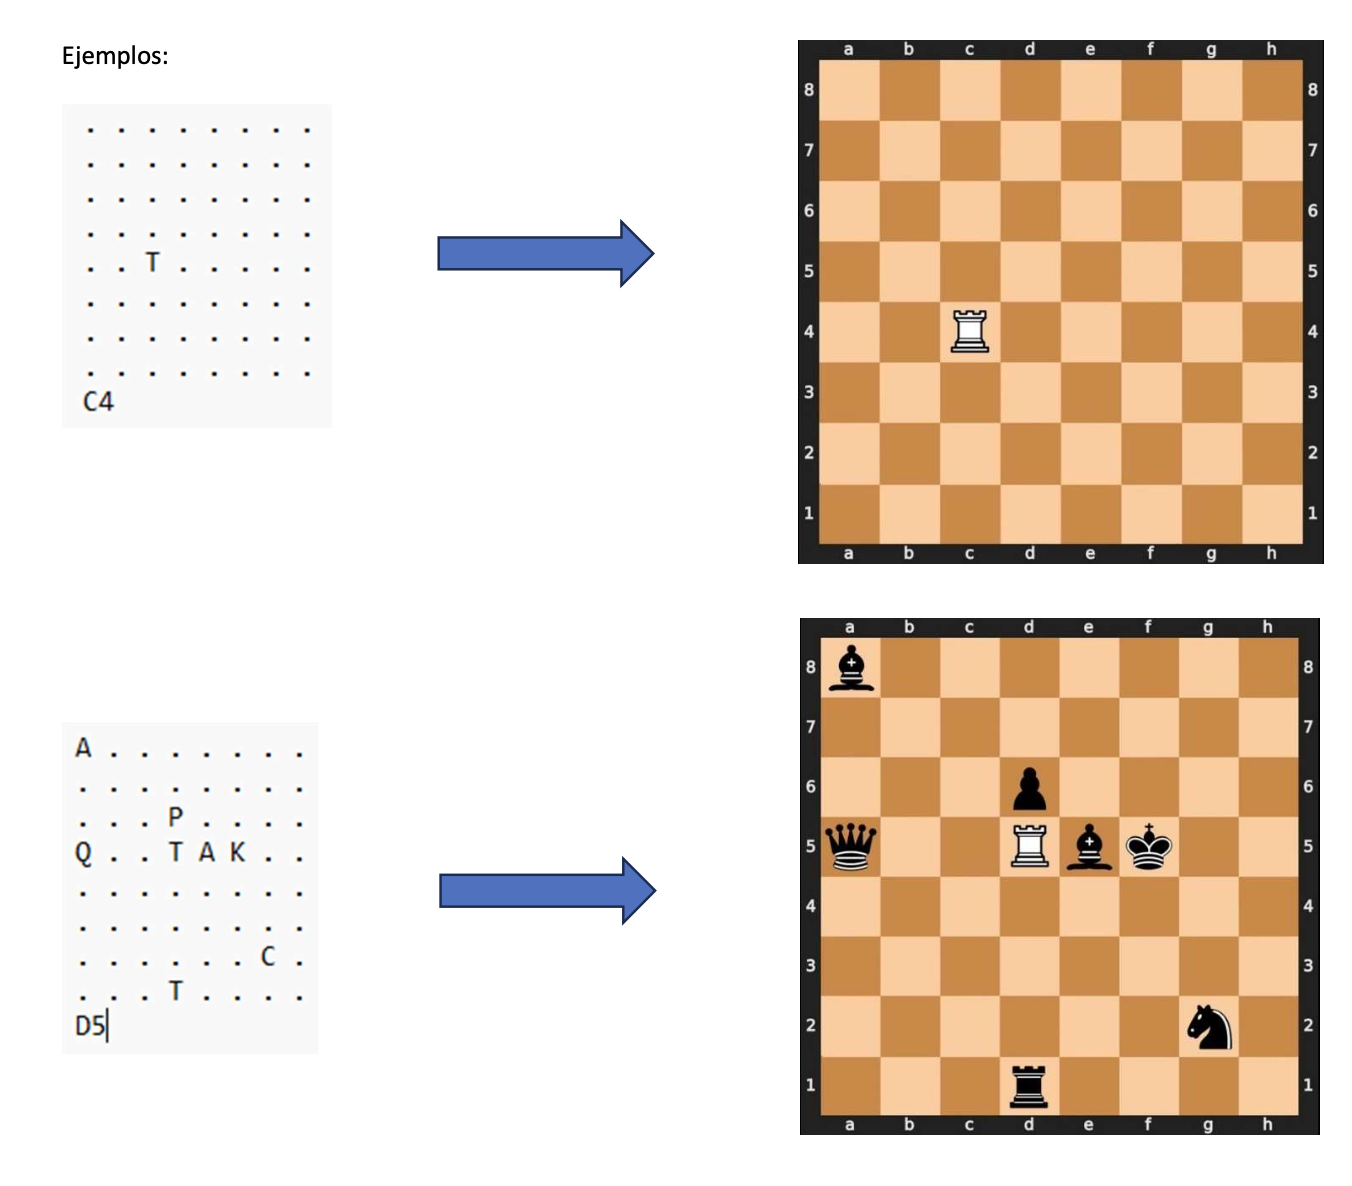 Ejemplos:
. . . . . . . .
. . . . . . . .
. . . . . . . .
. . . . . . . .
. . T . . . . .
. . . . . . . .
. . . . . . . .
. . . . . . . .
C4
a b c d e f g h
8 8
7 7
6 6
5 5
4 4
3 3
2 2
1 1
a b c d e f g h
A . . . . . . .
. . . . . . . .
. . . P . . . .
Q . . T A K . .
. . . . . . . .
. . . . . . . .
. . . . . . C .
. . . T . . . .
D5
a b c d e f g h
8 8
7 7
6 6
5 5
4 4
3 3
2 2
1 1
a b c d e f g h